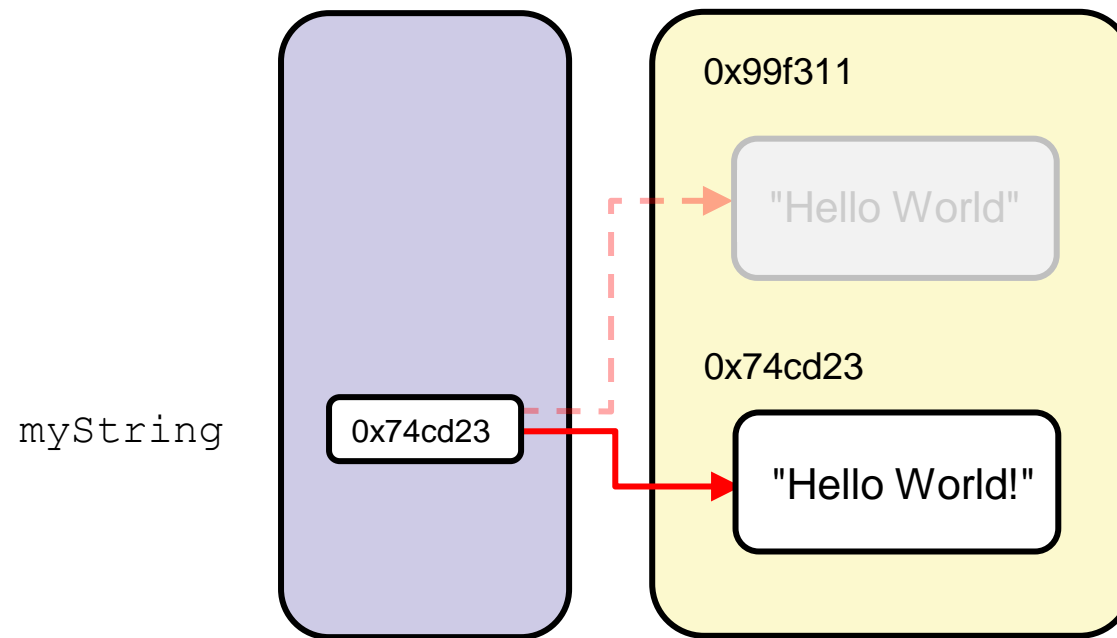 0x99f311
"Hello World"
0x74cd23
myString
0x74cd23
"Hello World!"